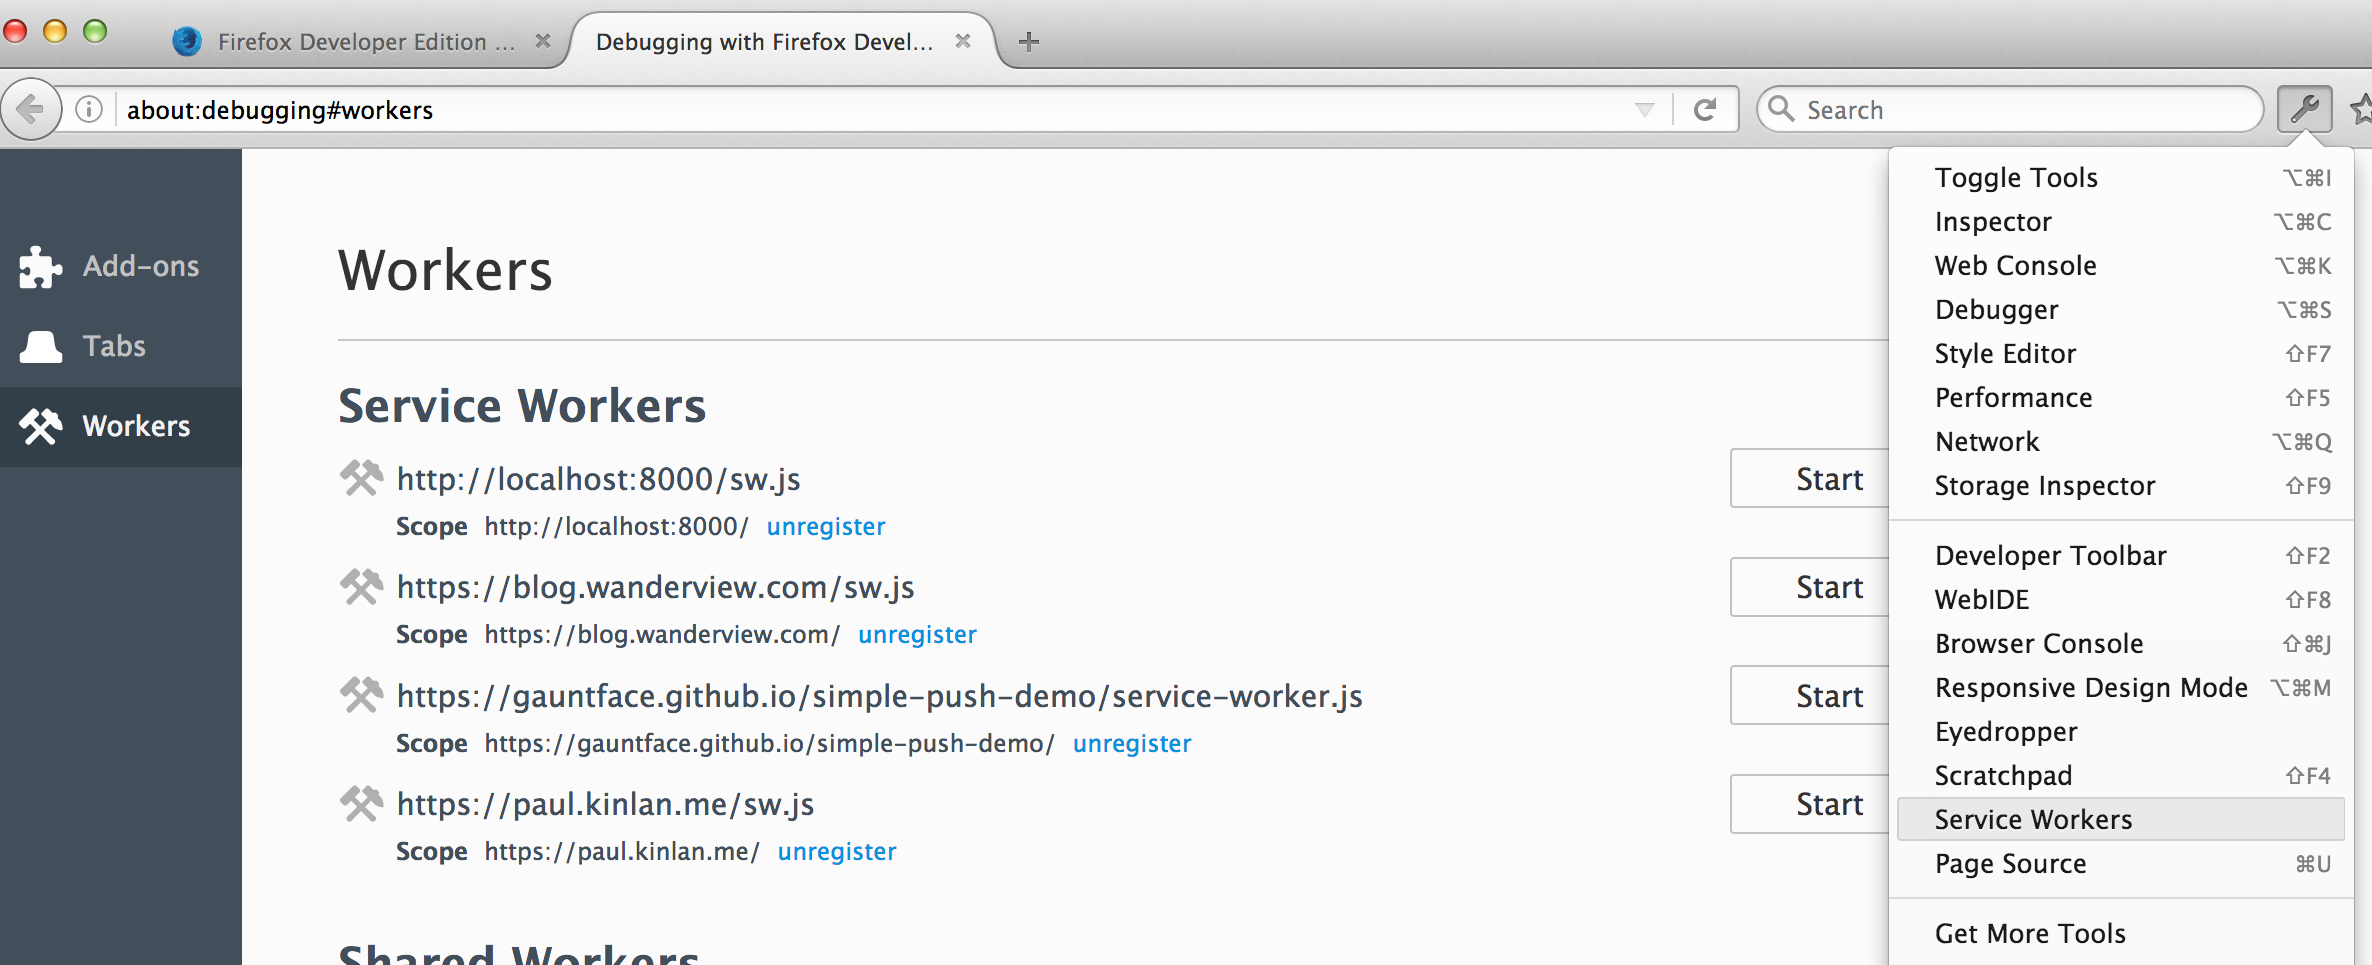 Firefox Developer Edition ...
Debugging with Firefox Devel...
about:debugging#workers
Search
Add-ons
Tabs
Workers
Workers
Service Workers
http://localhost:8000/sw.js
Start
Scope http://localhost:8000/ unregister
https://blog.wanderview.com/sw.js
Start
Scope https://blog.wanderview.com/ unregister
https://gauntface.github.io/simple-push-demo/service-worker.js
Start
Scope https://gauntface.github.io/simple-push-demo/ unregister
https://paul.kinlan.me/sw.js
Start
Scope https://paul.kinlan.me/ unregister
Shared Workers
Toggle Tools ⌥⌘I
Inspector ⌥⌘C
Web Console ⌥⌘K
Debugger ⌥⌘S
Style Editor ⇧F7
Performance ⇧F5
Network ⌥⌘Q
Storage Inspector ⇧F9
Developer Toolbar ⇧F2
WebIDE ⇧F8
Browser Console ⇧⌘J
Responsive Design Mode ⌥⌘M
Eyedropper
Scratchpad ⇧F4
Service Workers
Page Source ⌘U
Get More Tools